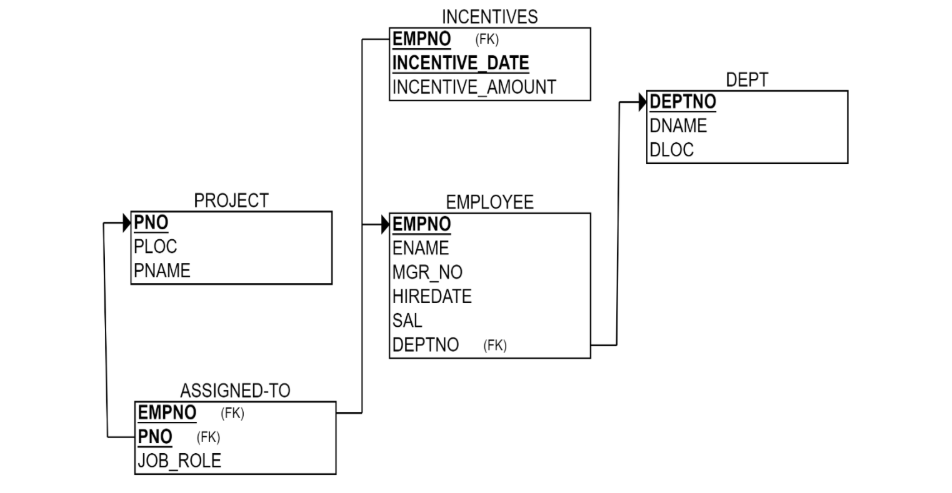 INCENTIVES
EMPNO (FK)
INCENTIVE_DATE
INCENTIVE_AMOUNT
DEPT
DEPTNO
DNAME
DLOC
PROJECT
PNO
PLOC
PNAME
EMPLOYEE
EMPNO
ENAME
MGR_NO
HIREDATE
SAL
DEPTNO (FK)
ASSIGNED-TO
EMPNO (FK)
PNO (FK)
JOB_ROLE